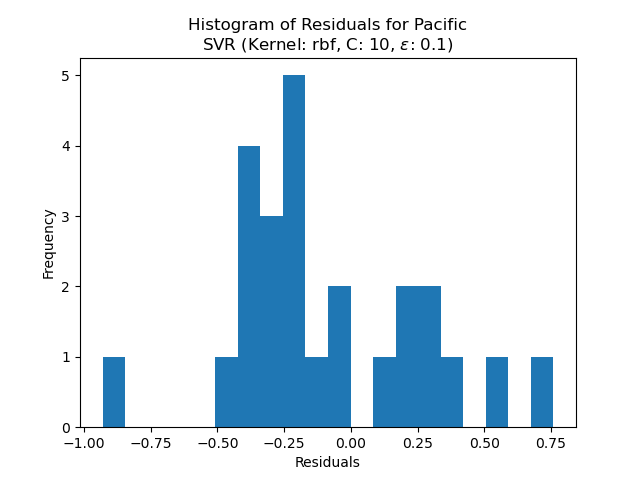 Histogram of Residuals for Pacific
SVR (Kernel: rbf, C: 10, ε: 0.1)
5
4
3
2
1
0
Frequency
−1.00 −0.75 −0.50 −0.25 0.00 0.25 0.50 0.75
Residuals